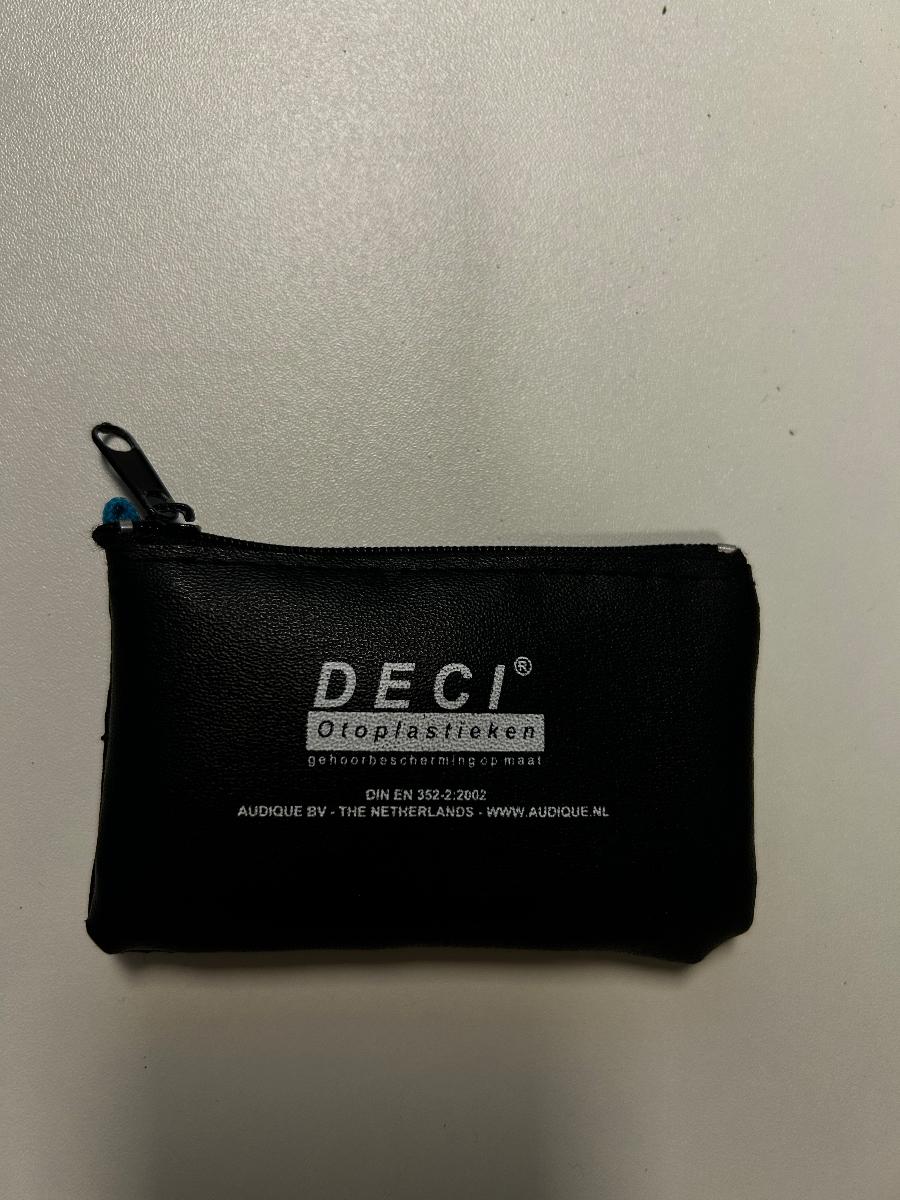 DECI®
Otoplastieken
gehoorbescherming op maat
DIN EN 352-2:2002
AUDIQUE BV - THE NETHERLANDS - WWW.AUDIQUE.NL